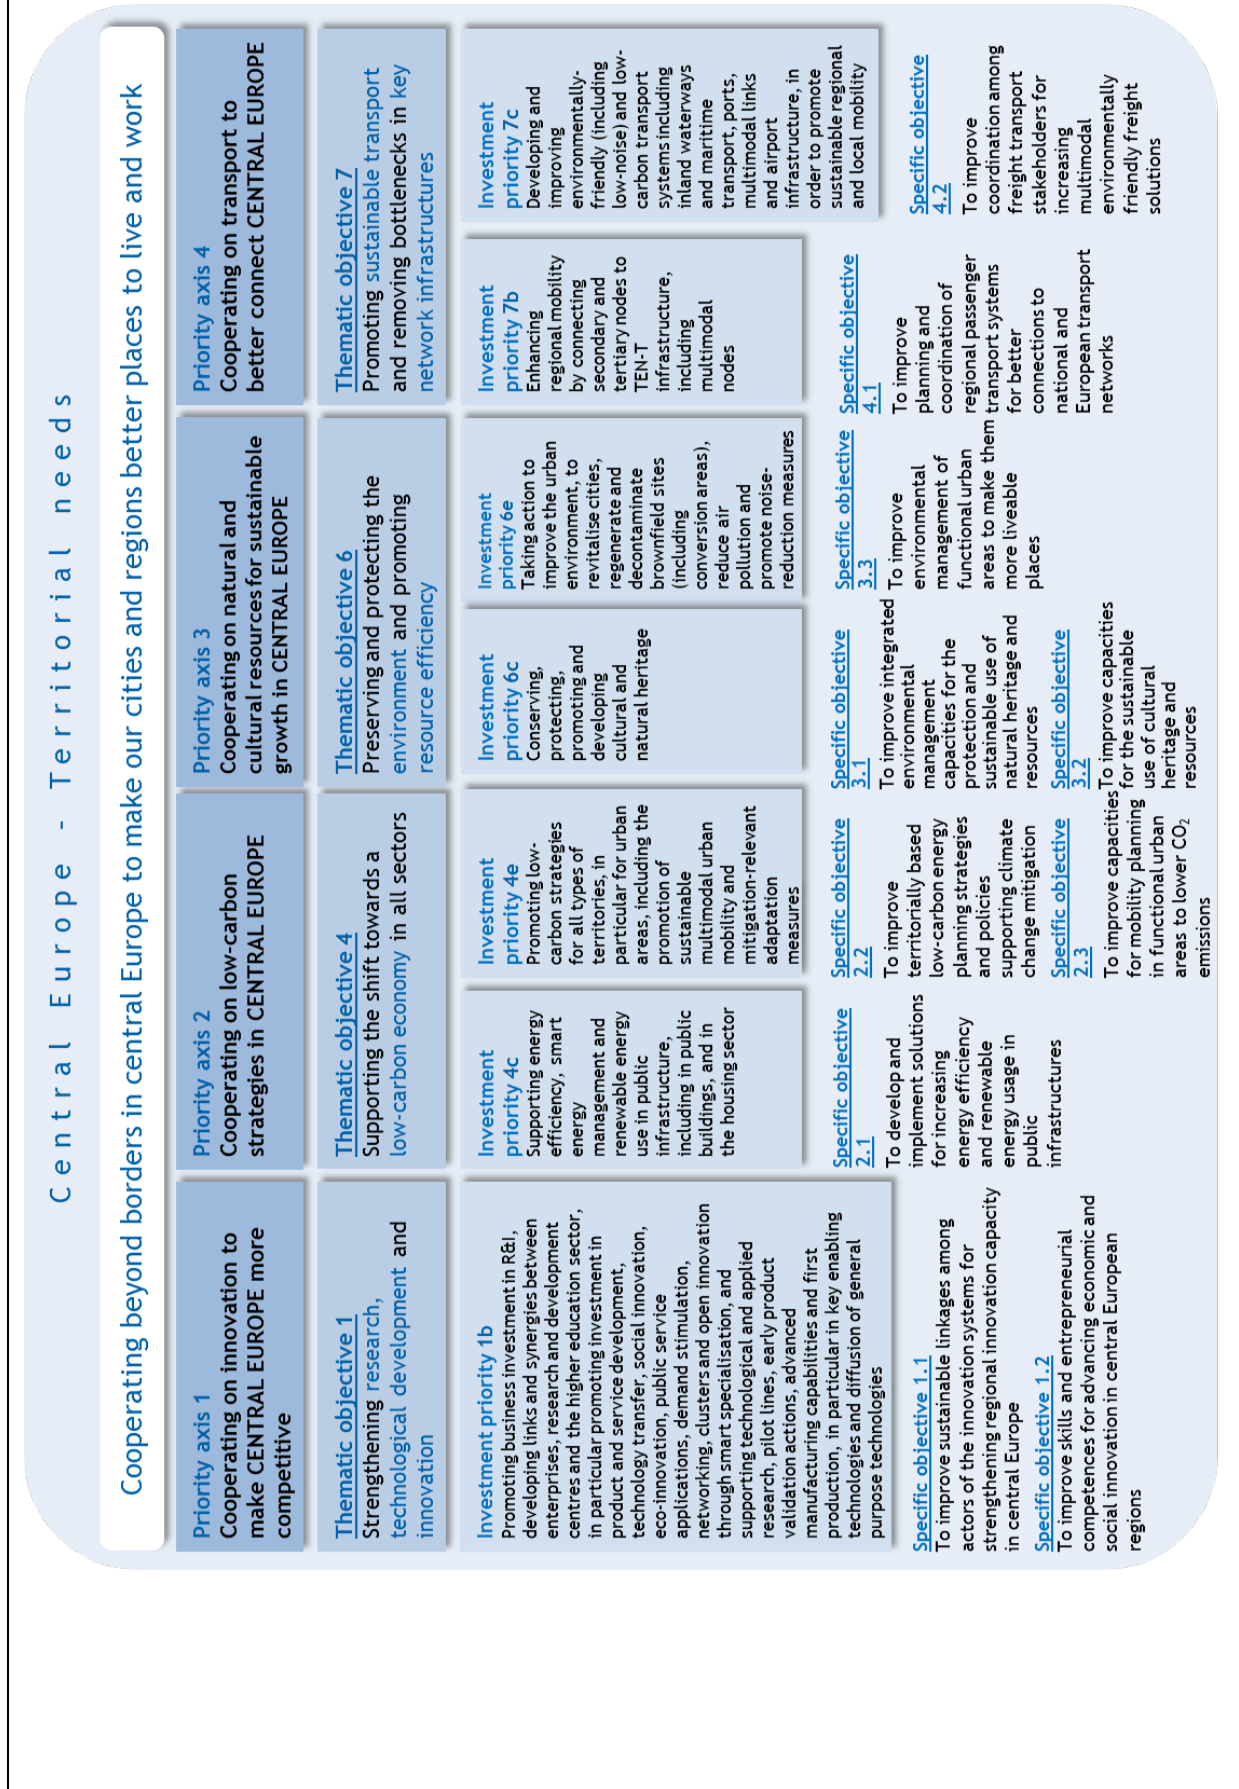 Central Europe - Territorial needs
Cooperating beyond borders in central Europe to make our cities and regions better places to live and work
Priority axis 1
Cooperating on innovation to
make CENTRAL EUROPE more
competitive
Priority axis 2
Cooperating on low-carbon
strategies in CENTRAL EUROPE
Priority axis 3
Cooperating on natural and
cultural resources for sustainable
growth in CENTRAL EUROPE
Priority axis 4
Cooperating on transport to
better connect CENTRAL EUROPE
Thematic objective 1
Strengthening research,
technological development and
innovation
Thematic objective 4
Supporting the shift towards a
low-carbon economy in all sectors
Thematic objective 6
Preserving and protecting the
environment and promoting
resource efficiency
Thematic objective 7
Promoting sustainable transport
and removing bottlenecks in key
network infrastructures
Investment priority 1b
Promoting business investment in R&I,
developing links and synergies between
enterprises, research and development
centres and the higher education sector,
in particular promoting investment in
product and service development,
technology transfer, social innovation,
eco-innovation, public service
applications, demand stimulation,
networking, clusters and open innovation
through smart specialisation, and
supporting technological and applied
research, pilot lines, early product
validation actions, advanced
manufacturing capabilities and first
production, in particular in key enabling
technologies and diffusion of general
purpose technologies
Investment
priority 4c
Supporting energy
efficiency, smart
energy
management and
renewable energy
use in public
infrastructure,
including in public
buildings, and in
the housing sector
Investment
priority 4e
Promoting low-
carbon strategies
for all types of
territories, in
particular for urban
areas, including the
promotion of
sustainable
multimodal urban
mobility and
mitigation-relevant
adaptation
measures
Investment
priority 6c
Conserving,
protecting,
promoting and
developing
cultural and
natural heritage
Investment
priority 6e
Taking action to
improve the urban
environment, to
revitalise cities,
regenerate and
decontaminate
brownfield sites
(including
conversion areas),
reduce air
pollution and
promote noise-
reduction measures
Investment
priority 7b
Enhancing
regional mobility
by connecting
secondary and
tertiary nodes to
TEN-T
infrastructure,
including
multimodal
nodes
Investment
priority 7c
Developing and
improving
environmentally-
friendly (including
low-noise) and low-
carbon transport
systems including
inland waterways
and maritime
transport, ports,
multimodal links
and airport
infrastructure, in
order to promote
sustainable regional
and local mobility
Specific objective 1.1
To improve sustainable linkages among
actors of the innovation systems for
strengthening regional innovation capacity
in central Europe
Specific objective 1.2
To improve skills and entrepreneurial
competences for advancing economic and
social innovation in central European
regions
Specific objective
2.1
To develop and
implement solutions
for increasing
energy efficiency
and renewable
energy usage in
public
infrastructures
Specific objective
2.2
To improve
territorially based
low-carbon energy
planning strategies
and policies
supporting climate
change mitigation
Specific objective
2.3
To improve capacities
for mobility planning
in functional urban
areas to lower CO2
emissions
Specific objective
3.1
To improve integrated
environmental
management
capacities for the
protection and
sustainable use of
natural heritage and
resources
Specific objective
3.2
To improve capacities
for the sustainable
use of cultural
heritage and
resources
Specific objective
3.3
To improve
environmental
management of
functional urban
areas to make them
more liveable
places
Specific objective
4.1
To improve
planning and
coordination of
regional passenger
transport systems
for better
connections to
national and
European transport
networks
Specific objective
4.2
To improve
coordination among
freight transport
stakeholders for
increasing
multimodal
environmentally
friendly freight
solutions